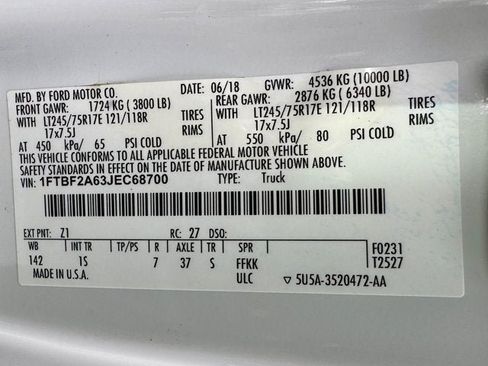 MFD. BY FORD MOTOR CO. 06/18 GVWR: 4536 KG (10000 LB)
FRONT GAWR: 1724 KG (3800 LB) REAR GAWR: 2876 KG (6340 LB)
WITH LT245/75R17E 121/118R TIRES WITH LT245/75R17E 121/118R TIRES
17x7.5J RIMS 17x7.5J RIMS
AT 450 kPa/ 65 PSI COLD AT 550 kPa/ 80 PSI COLD
THIS VEHICLE CONFORMS TO ALL APPLICABLE FEDERAL MOTOR VEHICLE
SAFETY STANDARDS IN EFFECT ON THE DATE OF MANUFACTURE SHOWN ABOVE.
VIN: 1FTBF2A63JEC68700 TYPE: Truck
EXT PNT: Z1 RC: 27 DSO: F0231
WB INT TR TP/PS R AXLE TR SPR T2527
142 1S 7 37 S FFKK
MADE IN U.S.A. ULC 5U5A-3520472-AA